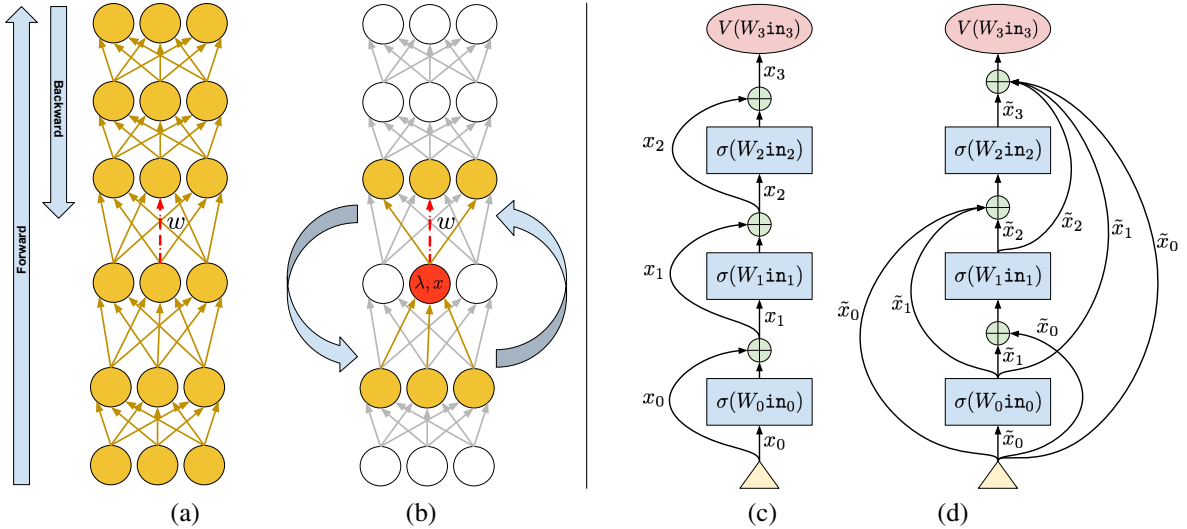 Forward
Backward
w
(a)
w
λ, x
(b)
V(W₃in₃)
x₃
σ(W₂in₂)
x₂
x₂
σ(W₁in₁)
x₁
x₁
σ(W₀in₀)
x₀
x₀
(c)
V(W₃in₃)
x̃₃
σ(W₂in₂)
x̃₂
x̃₂
x̃₁
x̃₀
σ(W₁in₁)
x̃₀
x̃₁
x̃₀
x̃₁
σ(W₀in₀)
x̃₀
(d)